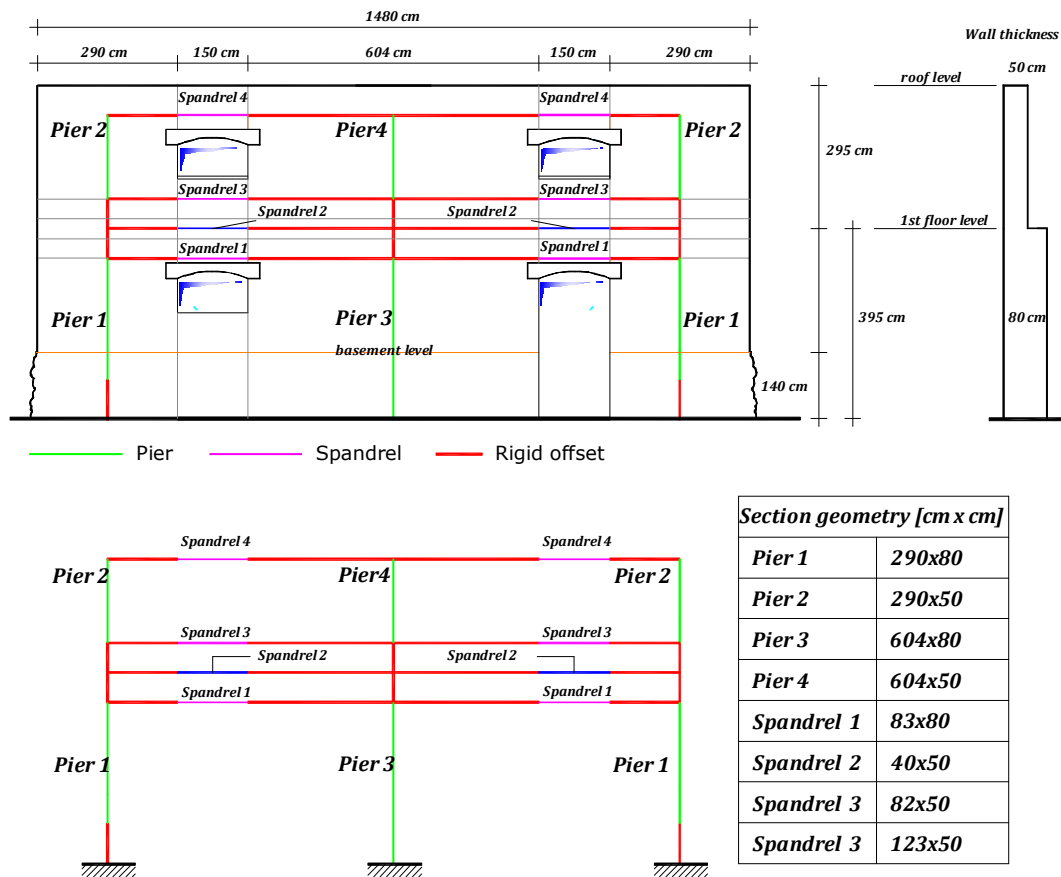 1480 cm
290 cm 150 cm 604 cm 150 cm 290 cm
Wall thickness
50 cm
roof level
Spandrel 4 Spandrel 4
Pier 2 Pier4 Pier 2
295 cm
Spandrel 3 Spandrel 3
Spandrel 2 Spandrel 2
1st floor level
Spandrel 1 Spandrel 1
Pier 1 Pier 3 Pier 1
395 cm
80 cm
basement level
140 cm
Pier Spandrel Rigid offset
Spandrel 4 Spandrel 4
Pier 2 Pier4 Pier 2
Spandrel 3 Spandrel 3
Spandrel 2 Spandrel 2
Spandrel 1 Spandrel 1
Pier 1 Pier 3 Pier 1
Section geometry [cm x cm]
Pier 1 290x80
Pier 2 290x50
Pier 3 604x80
Pier 4 604x50
Spandrel 1 83x80
Spandrel 2 40x50
Spandrel 3 82x50
Spandrel 3 123x50